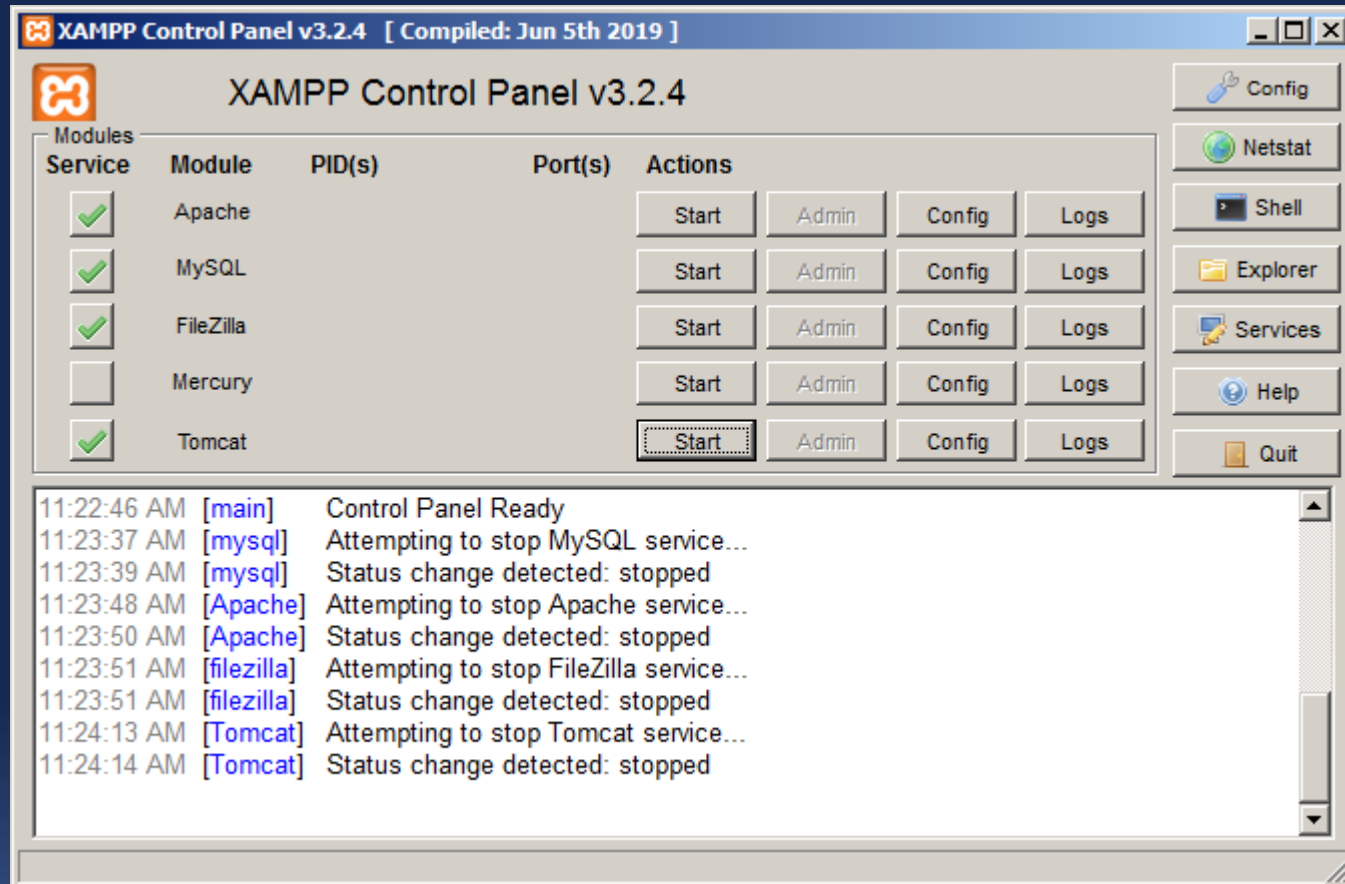 XAMPP Control Panel v3.2.4 [ Compiled: Jun 5th 2019 ]
XAMPP Control Panel v3.2.4
Config
Modules
Netstat
Service Module PID(s) Port(s) Actions
Apache Start Admin Config Logs
Shell
MySQL Start Admin Config Logs
Explorer
FileZilla Start Admin Config Logs
Services
Mercury Start Admin Config Logs
Help
Tomcat Start Admin Config Logs
Quit
11:22:46 AM [main] Control Panel Ready
11:23:37 AM [mysql] Attempting to stop MySQL service...
11:23:39 AM [mysql] Status change detected: stopped
11:23:48 AM [Apache] Attempting to stop Apache service...
11:23:50 AM [Apache] Status change detected: stopped
11:23:51 AM [filezilla] Attempting to stop FileZilla service...
11:23:51 AM [filezilla] Status change detected: stopped
11:24:13 AM [Tomcat] Attempting to stop Tomcat service...
11:24:14 AM [Tomcat] Status change detected: stopped